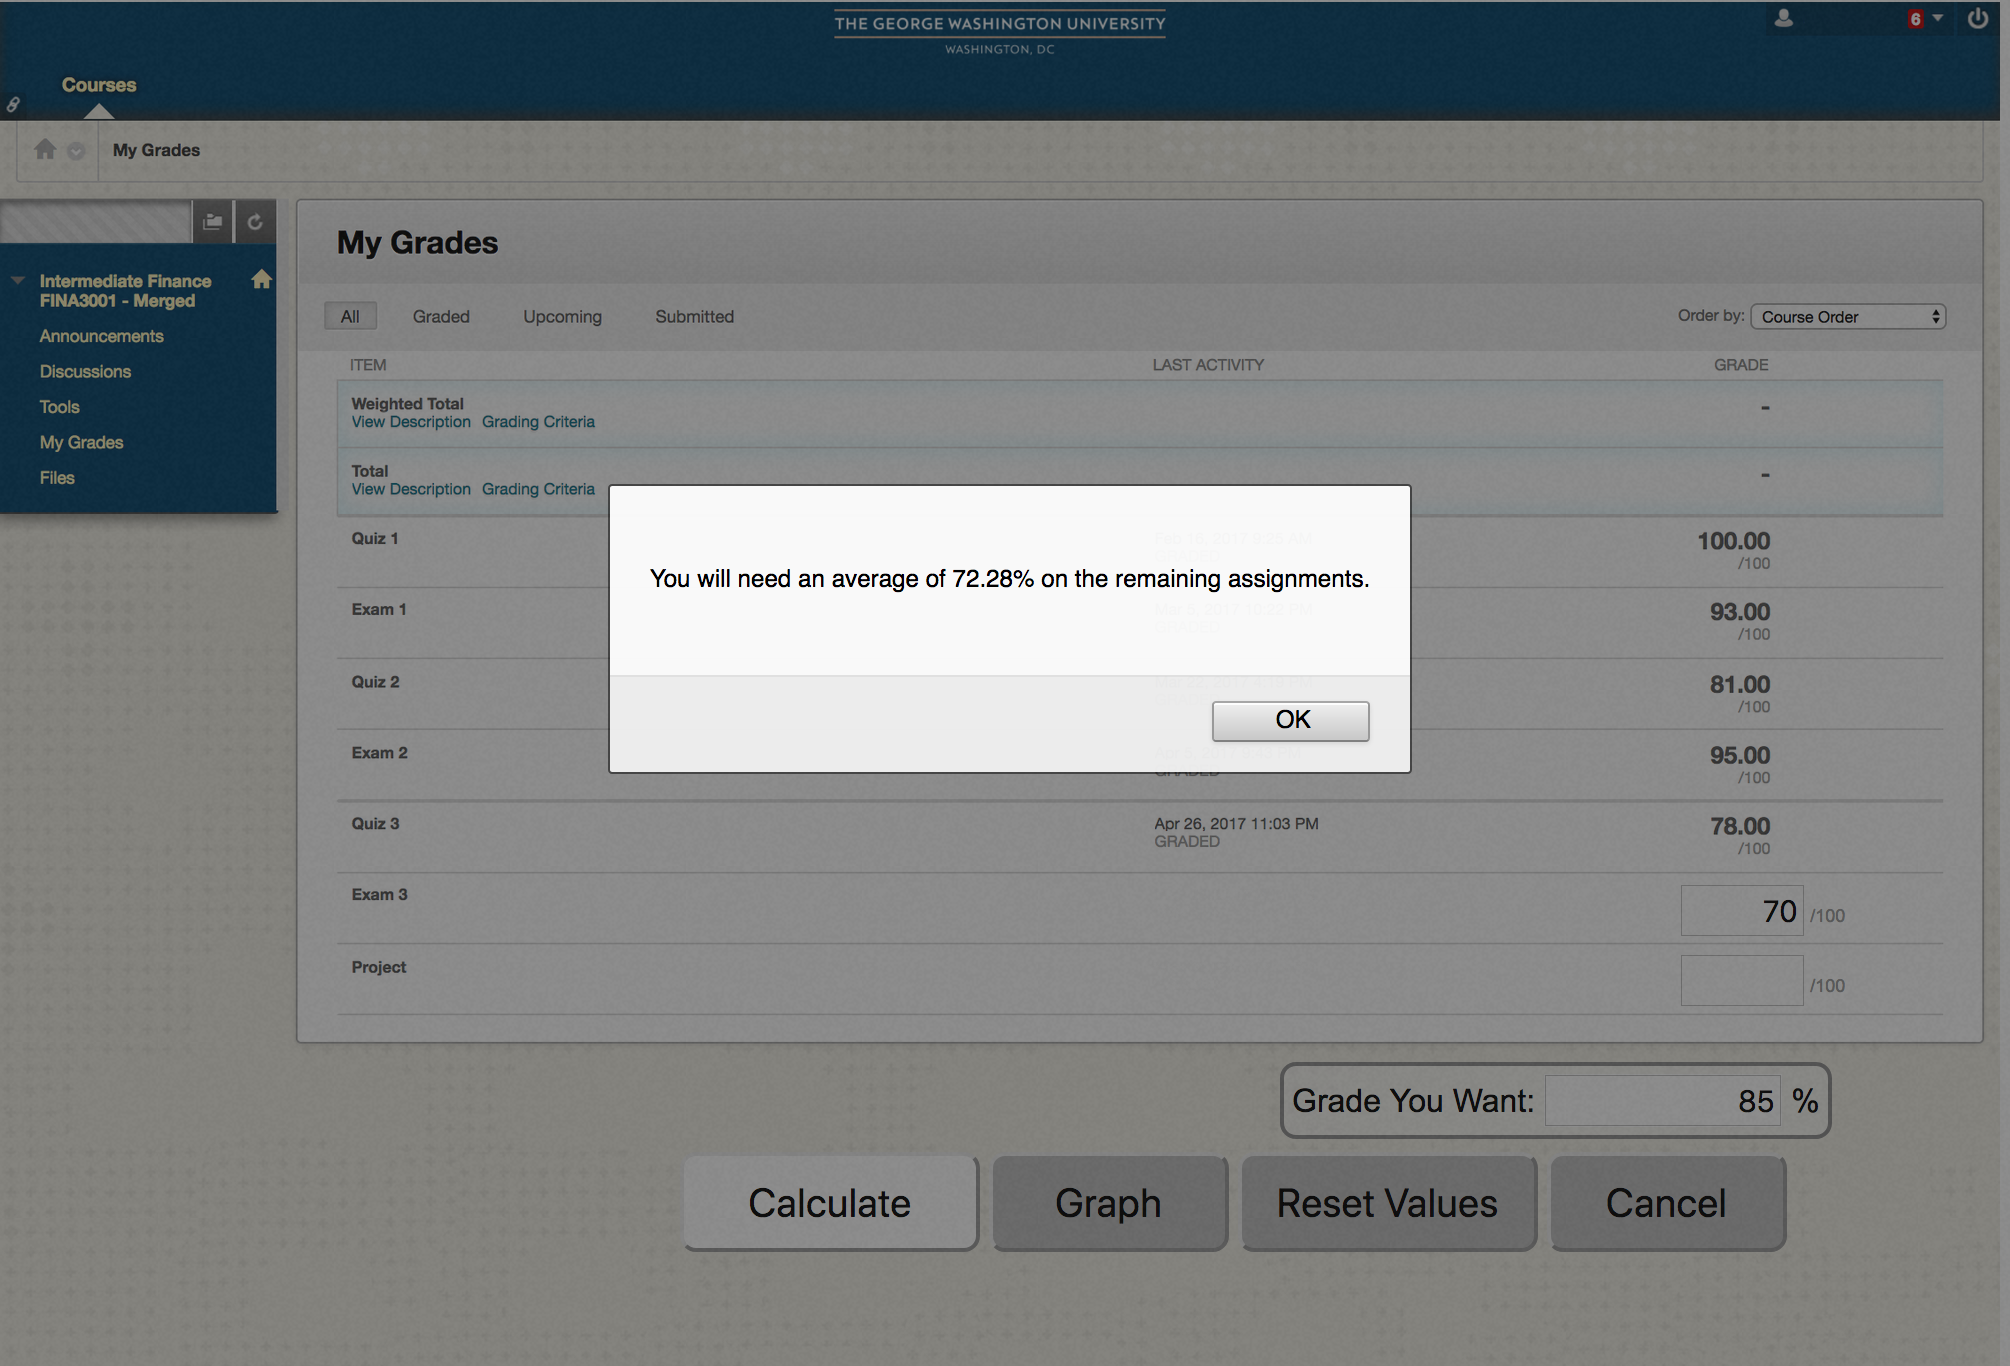 THE GEORGE WASHINGTON UNIVERSITY
WASHINGTON, DC
6
Courses
My Grades
Intermediate Finance
FINA3001 - Merged
Announcements
Discussions
Tools
My Grades
Files
My Grades
All Graded Upcoming Submitted
Order by: Course Order
ITEM LAST ACTIVITY GRADE
Weighted Total -
View Description Grading Criteria
Total -
View Description Grading Criteria
Quiz 1 100.00
/100
You will need an average of 72.28% on the remaining assignments.
Exam 1 93.00
/100
Quiz 2 81.00
/100
OK
Exam 2 95.00
/100
GRADED
Quiz 3 Apr 26, 2017 11:03 PM 78.00
GRADED /100
Exam 3 70 /100
Project /100
Grade You Want: 85 %
Calculate Graph Reset Values Cancel